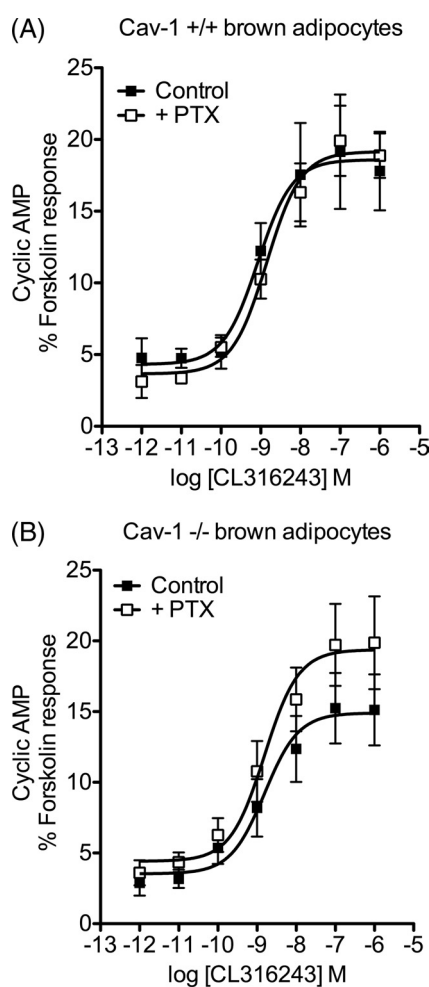 (A) Cav-1 +/+ brown adipocytes
25
20
15
10
5
0
Cyclic AMP
% Forskolin response
Control
+ PTX
-13 -12 -11 -10 -9 -8 -7 -6 -5
log [CL316243] M
(B) Cav-1 -/- brown adipocytes
25
20
15
10
5
0
Cyclic AMP
% Forskolin response
Control
+ PTX
-13 -12 -11 -10 -9 -8 -7 -6 -5
log [CL316243] M